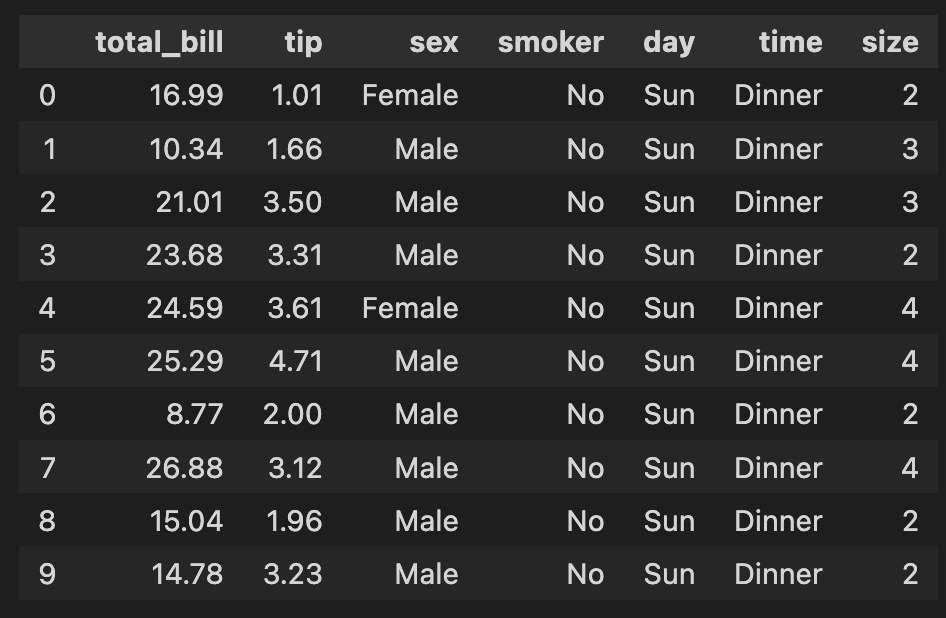 total_bill tip sex smoker day time size
0 16.99 1.01 Female No Sun Dinner 2
1 10.34 1.66 Male No Sun Dinner 3
2 21.01 3.50 Male No Sun Dinner 3
3 23.68 3.31 Male No Sun Dinner 2
4 24.59 3.61 Female No Sun Dinner 4
5 25.29 4.71 Male No Sun Dinner 4
6 8.77 2.00 Male No Sun Dinner 2
7 26.88 3.12 Male No Sun Dinner 4
8 15.04 1.96 Male No Sun Dinner 2
9 14.78 3.23 Male No Sun Dinner 2